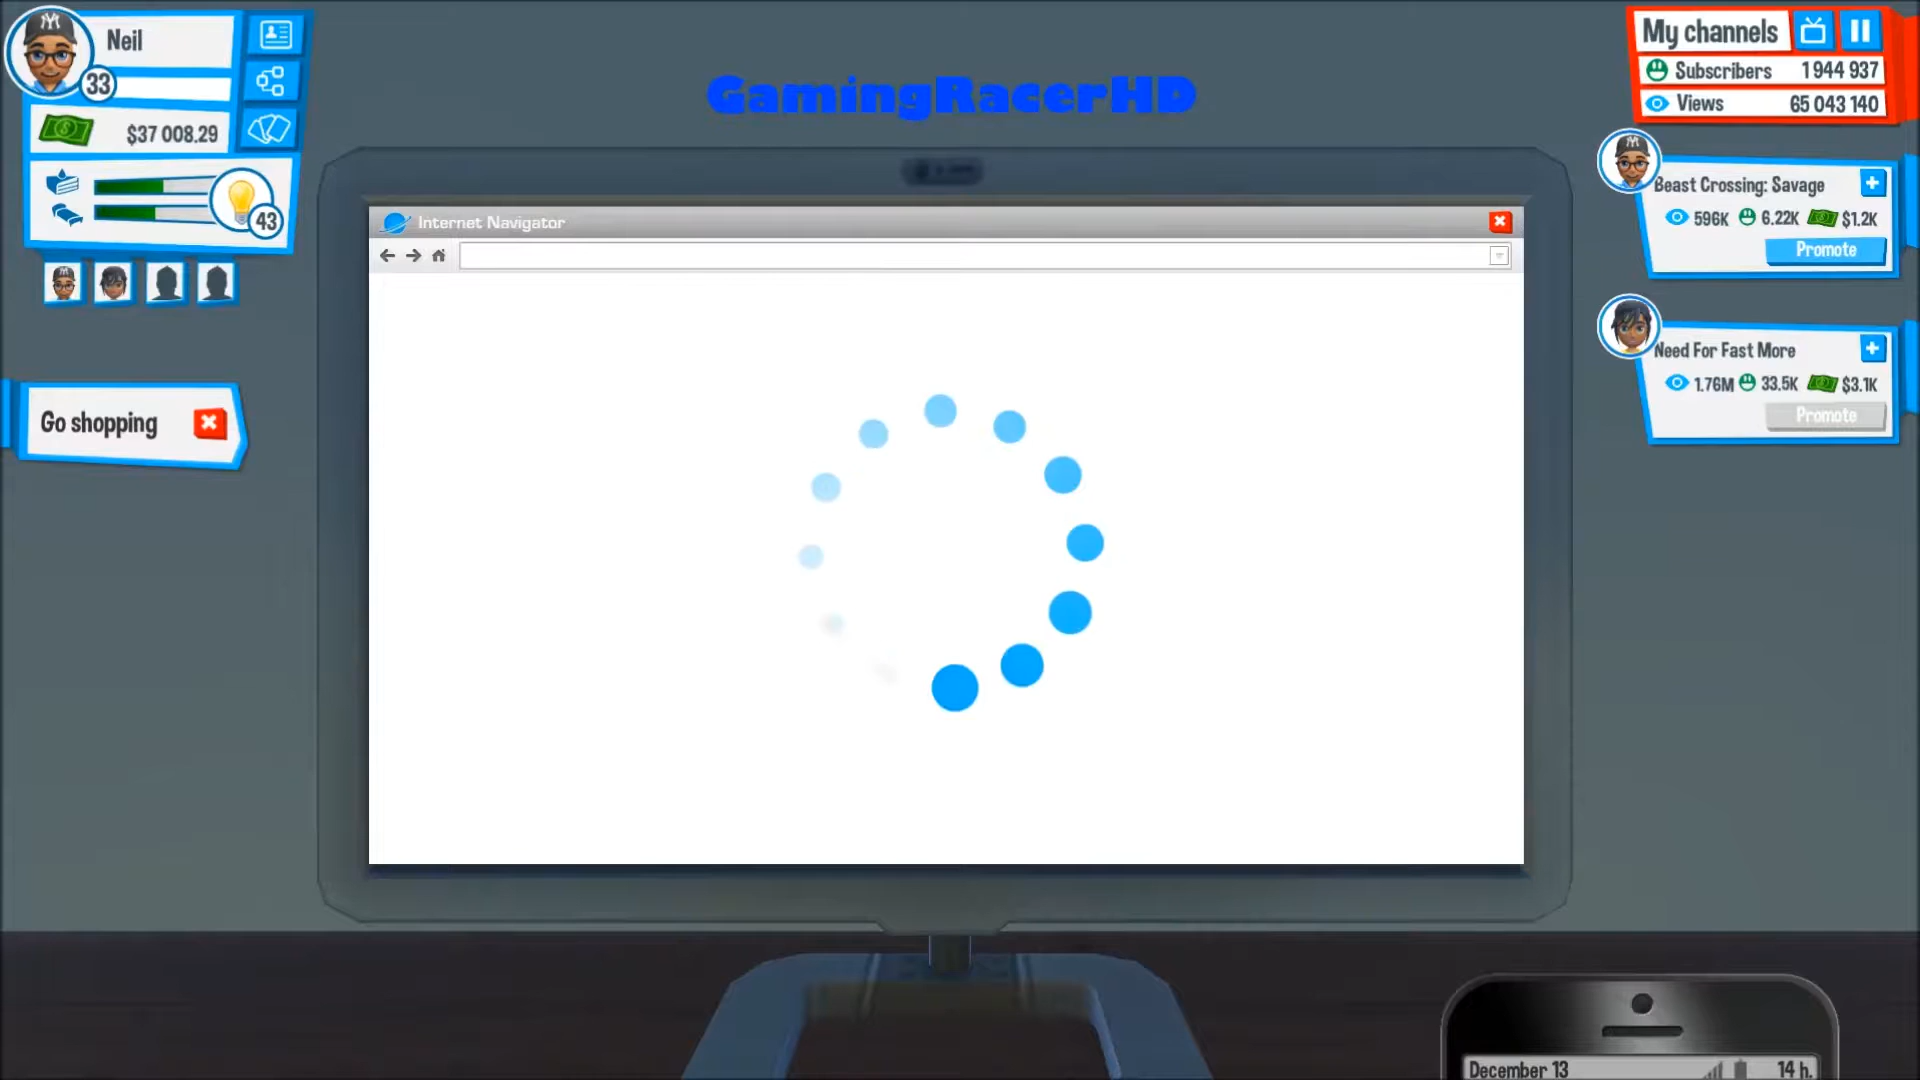 Neil
33
$37 008.29
43
Go shopping
GamingRacerHD
Internet Navigator
My channels
Subscribers 1 944 937
Views 65 043 140
Beast Crossing: Savage
596K 6.22K $1.2K
Promote
Need For Fast More
1.76M 33.5K $3.1K
Promote
December 13 14 h.